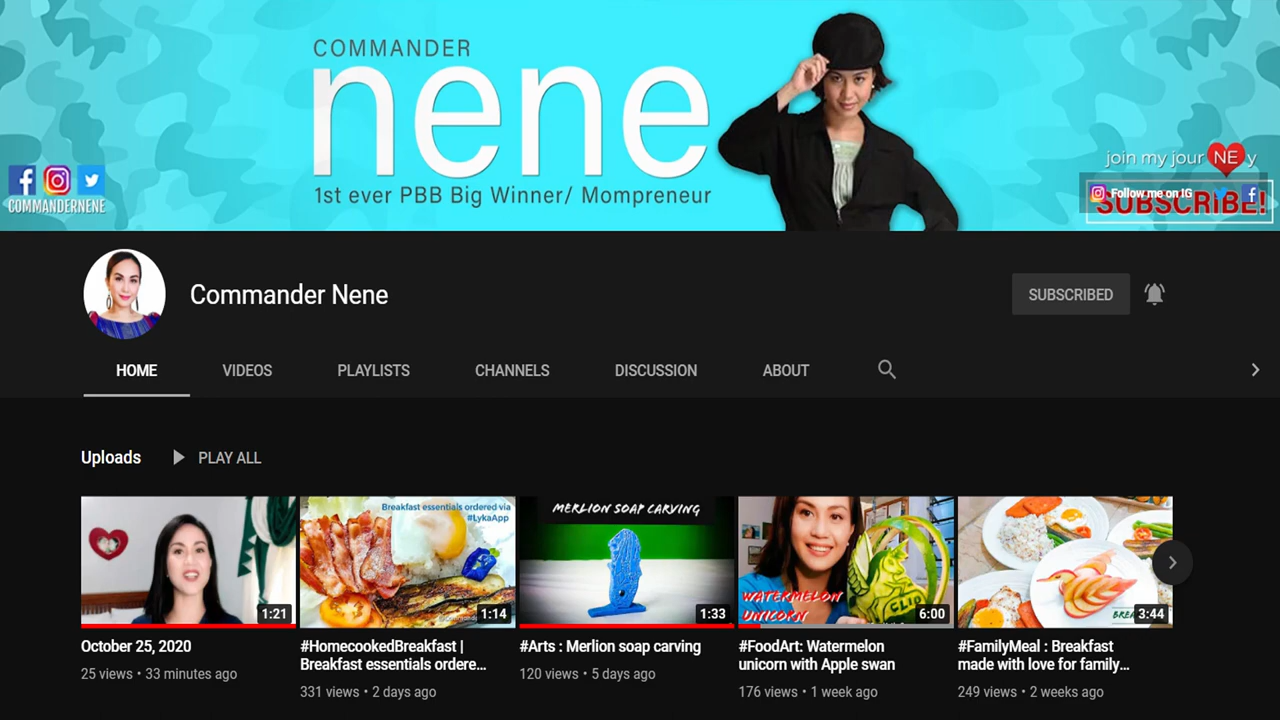 COMMANDER
nene
1st ever PBB Big Winner/ Mompreneur
COMMANDERNENE
join my jour NE y
Follow me on IG
SUBSCRIBE!
Commander Nene
SUBSCRIBED
HOME VIDEOS PLAYLISTS CHANNELS DISCUSSION ABOUT
Uploads PLAY ALL
Breakfast essentials ordered via
#LykaApp
1:14
MERLION SOAP CARVING
1:33
WATERMELON
UNICORN
CLIO
6:00
3:44
1:21
October 25, 2020
25 views • 33 minutes ago
#HomecookedBreakfast |
Breakfast essentials ordere...
331 views • 2 days ago
#Arts : Merlion soap carving
120 views • 5 days ago
#FoodArt: Watermelon
unicorn with Apple swan
176 views • 1 week ago
#FamilyMeal : Breakfast
made with love for family...
249 views • 2 weeks ago